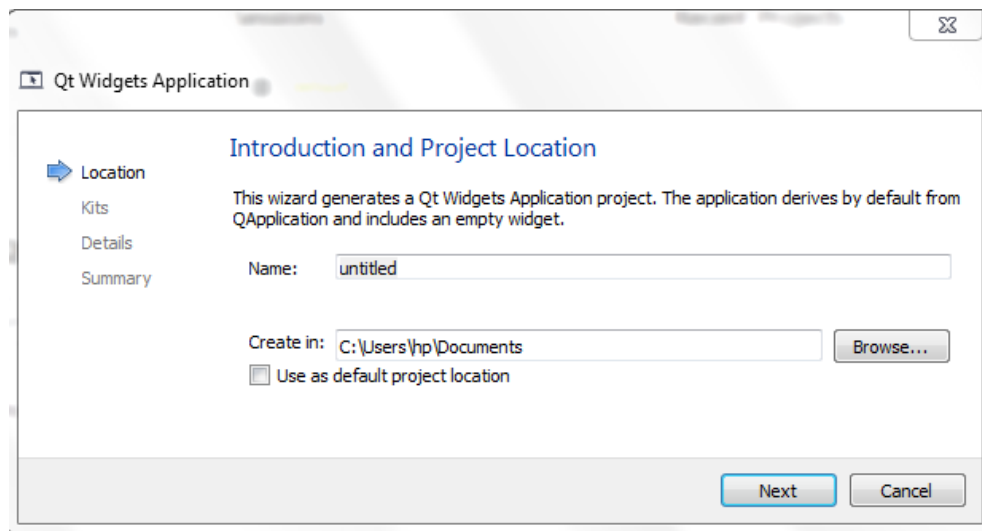 Qt Widgets Application
Introduction and Project Location
Location
Kits
Details
Summary
This wizard generates a Qt Widgets Application project. The application derives by default from
QApplication and includes an empty widget.
Name: untitled
Create in: C:\Users\hp\Documents Browse...
Use as default project location
Next Cancel